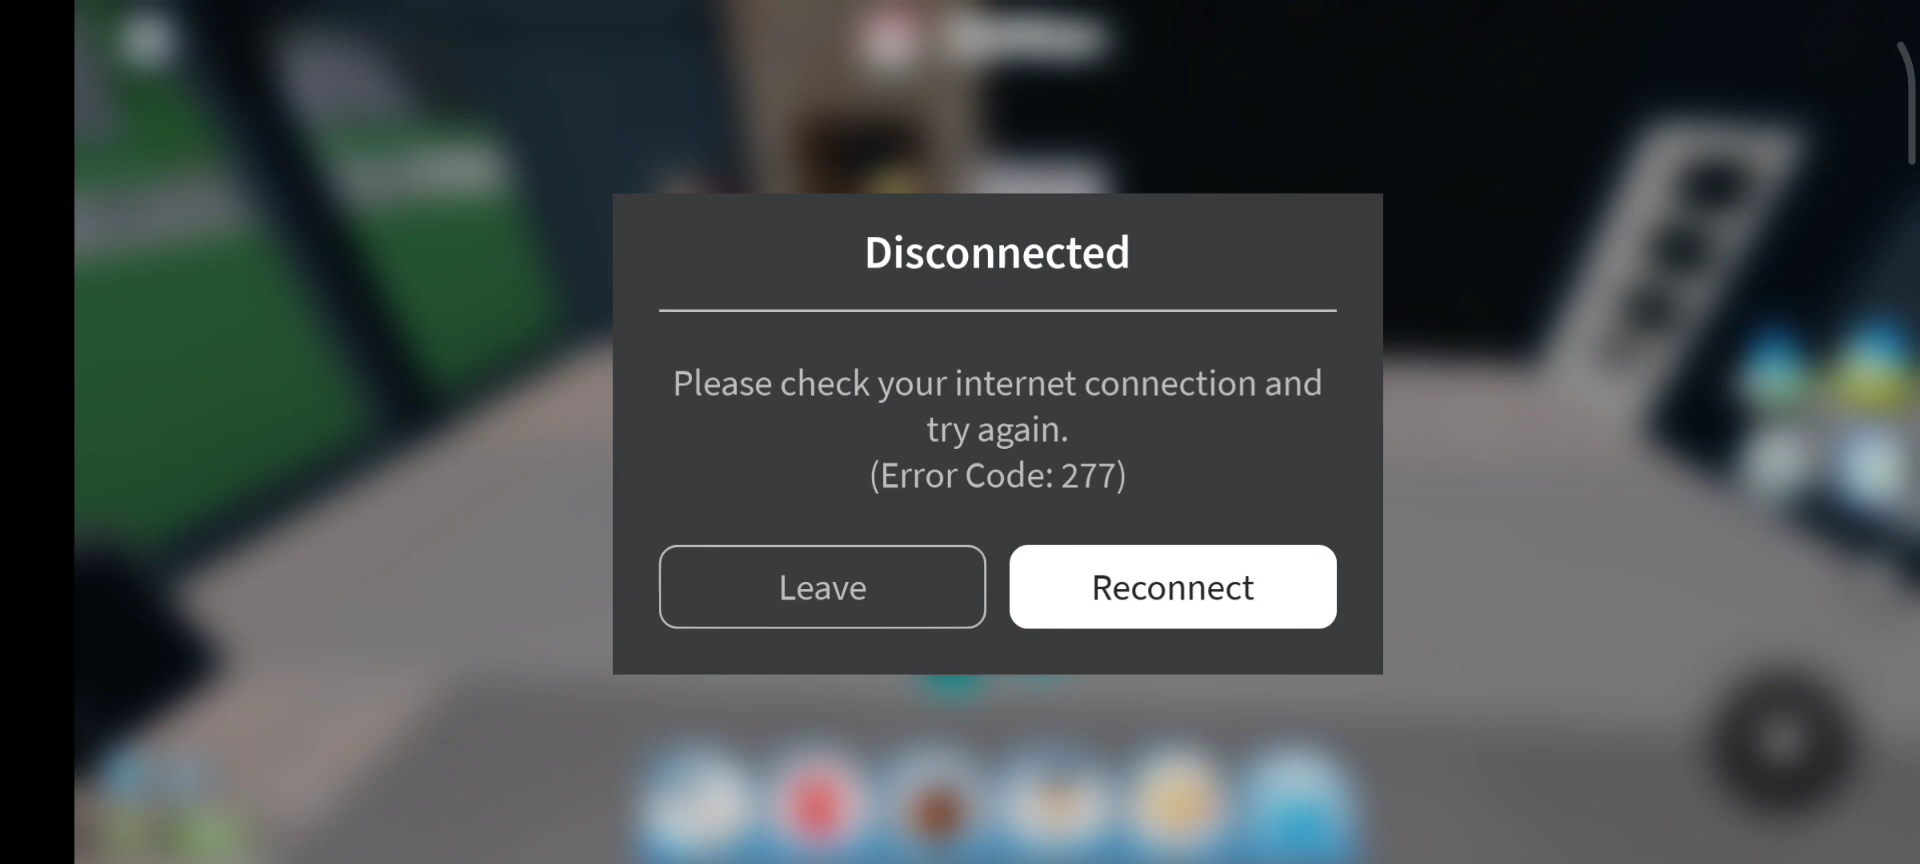 Disconnected
Please check your internet connection and
try again.
(Error Code: 277)
Leave
Reconnect